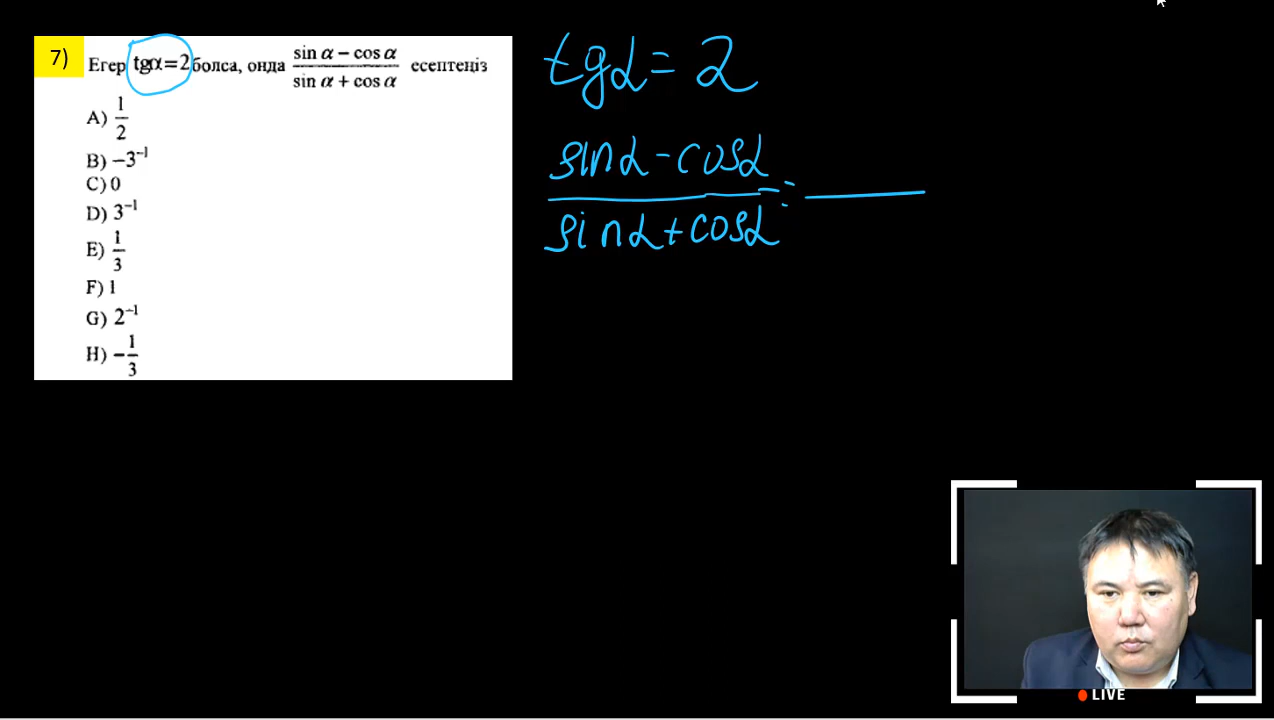 7)
Егер tgα=2 болса, онда (sin α − cos α)/(sin α + cos α) есептеңіз
A) 1/2
B) −3⁻¹
C) 0
D) 3⁻¹
E) 1/3
F) 1
G) 2⁻¹
H) −1/3
tgα = 2
(sinα − cosα)/(sinα + cosα) =
LIVE